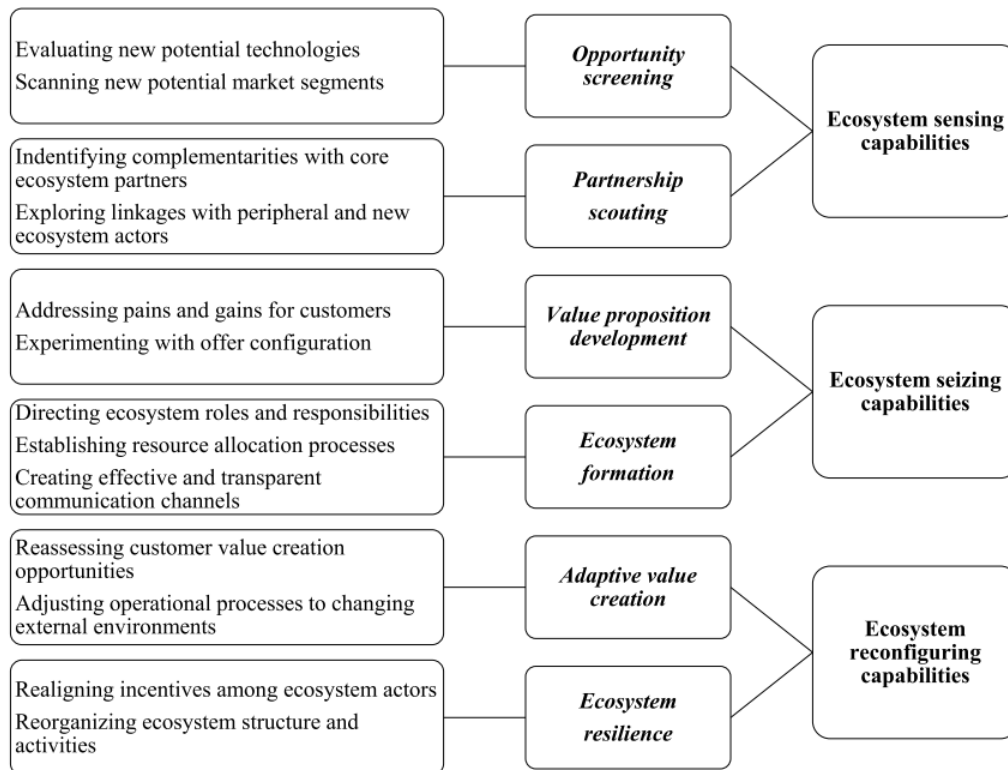 Evaluating new potential technologies
Scanning new potential market segments
Opportunity
screening
Ecosystem sensing
capabilities
Indentifying complementarities with core
ecosystem partners
Exploring linkages with peripheral and new
ecosystem actors
Partnership
scouting
Addressing pains and gains for customers
Experimenting with offer configuration
Value proposition
development
Ecosystem seizing
capabilities
Directing ecosystem roles and responsibilities
Establishing resource allocation processes
Creating effective and transparent
communication channels
Ecosystem
formation
Reassessing customer value creation
opportunities
Adjusting operational processes to changing
external environments
Adaptive value
creation
Ecosystem
reconfiguring
capabilities
Realigning incentives among ecosystem actors
Reorganizing ecosystem structure and
activities
Ecosystem
resilience